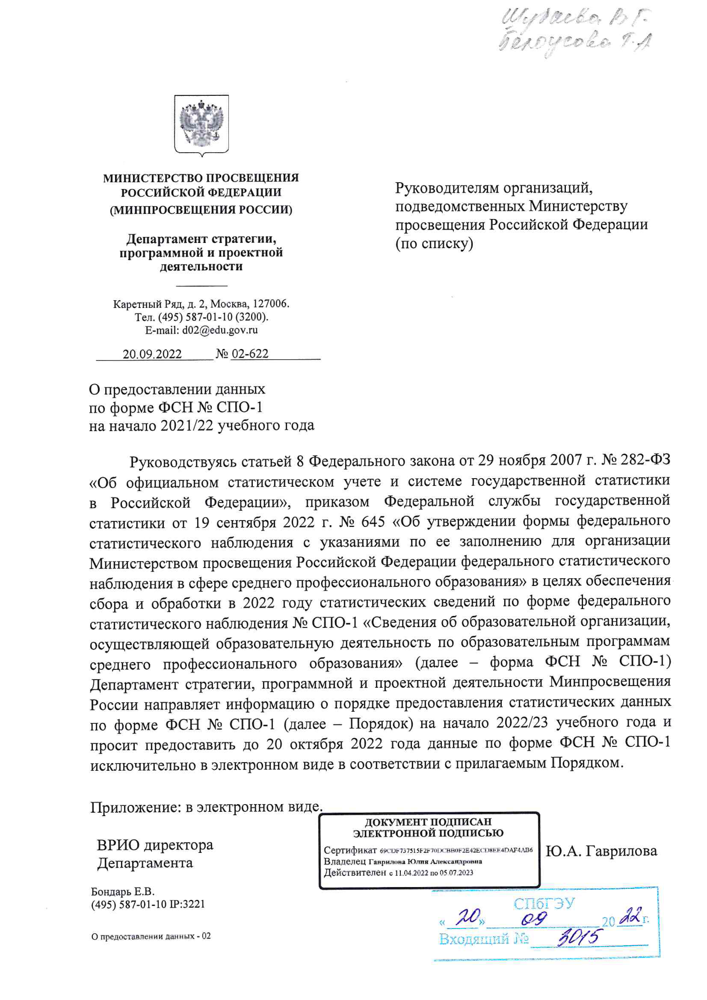 Шубаева В Г.
Белоусова Т.Л
МИНИСТЕРСТВО ПРОСВЕЩЕНИЯ
РОССИЙСКОЙ ФЕДЕРАЦИИ
(МИНПРОСВЕЩЕНИЯ РОССИИ)
Департамент стратегии,
программной и проектной
деятельности
Каретный Ряд, д. 2, Москва, 127006.
Тел. (495) 587-01-10 (3200).
E-mail: d02@edu.gov.ru
20.09.2022 № 02-622
Руководителям организаций,
подведомственных Министерству
просвещения Российской Федерации
(по списку)
О предоставлении данных
по форме ФСН № СПО-1
на начало 2021/22 учебного года
Руководствуясь статьей 8 Федерального закона от 29 ноября 2007 г. № 282-ФЗ
«Об официальном статистическом учете и системе государственной статистики
в Российской Федерации», приказом Федеральной службы государственной
статистики от 19 сентября 2022 г. № 645 «Об утверждении формы федерального
статистического наблюдения с указаниями по ее заполнению для организации
Министерством просвещения Российской Федерации федерального статистического
наблюдения в сфере среднего профессионального образования» в целях обеспечения
сбора и обработки в 2022 году статистических сведений по форме федерального
статистического наблюдения № СПО-1 «Сведения об образовательной организации,
осуществляющей образовательную деятельность по образовательным программам
среднего профессионального образования» (далее – форма ФСН № СПО-1)
Департамент стратегии, программной и проектной деятельности Минпросвещения
России направляет информацию о порядке предоставления статистических данных
по форме ФСН № СПО-1 (далее – Порядок) на начало 2022/23 учебного года и
просит предоставить до 20 октября 2022 года данные по форме ФСН № СПО-1
исключительно в электронном виде в соответствии с прилагаемым Порядком.
Приложение: в электронном виде.
ВРИО директора
Департамента
ДОКУМЕНТ ПОДПИСАН
ЭЛЕКТРОННОЙ ПОДПИСЬЮ
Сертификат
Владелец Гаврилова Юлия Александровна
Действителен с 11.04.2022 по 05.07.2023
Ю.А. Гаврилова
Бондарь Е.В.
(495) 587-01-10 IP:3221
О предоставлении данных - 02
СПбГЭУ
« 20 » 09 20 22 г.
Входящий № 3015